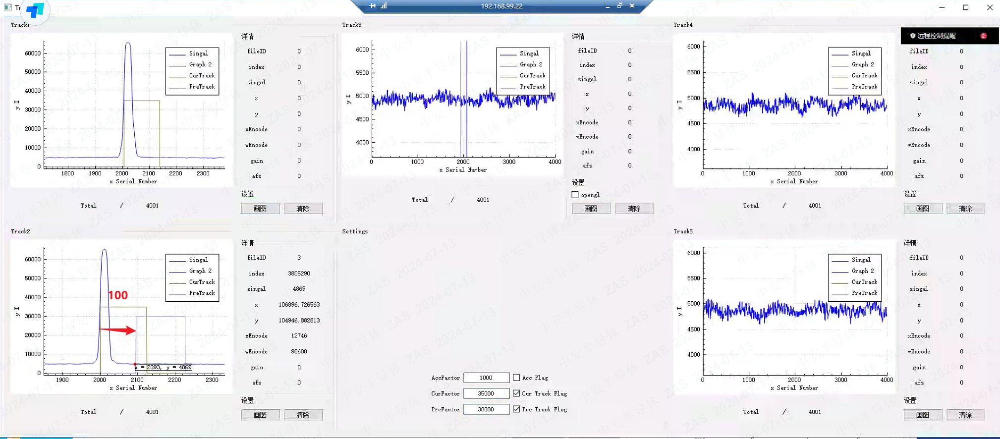 192.168.99.22
Track1
60000
50000
40000
30000
20000
10000
0
1800 1900 2000 2100 2200 2300
y I
x Serial Number
Singal
Graph 2
CurTrack
PreTrack
Total / 4001
详情
fileID 0
index 0
singal 0
x 0
y 0
xEncode 0
wEncode 0
gain 0
afs 0
设置
画图 清除
Track3
6000
5500
5000
4500
4000
0 1000 2000 3000 4000
y I
x Serial Number
Singal
Graph 2
CurTrack
PreTrack
Total / 4001
详情
fileID 0
index 0
singal 0
x 0
y 0
xEncode 0
wEncode 0
gain 0
afs 0
设置
opengl
画图 清除
Track4
6000
5500
5000
4500
4000
0 1000 2000 3000 4000
y I
x Serial Number
Singal
Graph 2
CurTrack
PreTrack
Total / 4001
远程控制提醒 2
fileID 0
index 0
singal 0
x 0
y 0
xEncode 0
wEncode 0
gain 0
afs 0
设置
画图 清除
Track2
60000
50000
40000
30000
20000
10000
0
1900 2000 2100 2200 2300
y I
x Serial Number
Singal
Graph 2
CurTrack
PreTrack
100
x = 2093, y = 4869
Total / 4001
详情
fileID 3
index 3805290
singal 4869
x 106896.726563
y 104946.882813
xEncode 12746
wEncode 98688
gain 0
afs 0
设置
画图 清除
Settings
AccFactor 1000 Acc Flag
CurFactor 35000 Cur Track Flag
PreFactor 30000 Pre Track Flag
Track5
6000
5500
5000
4500
4000
0 1000 2000 3000 4000
y I
x Serial Number
Singal
Graph 2
CurTrack
PreTrack
Total / 4001
详情
fileID 0
index 0
singal 0
x 0
y 0
xEncode 0
wEncode 0
gain 0
afs 0
设置
画图 清除
中安半导体 ZAS 2024-07-13